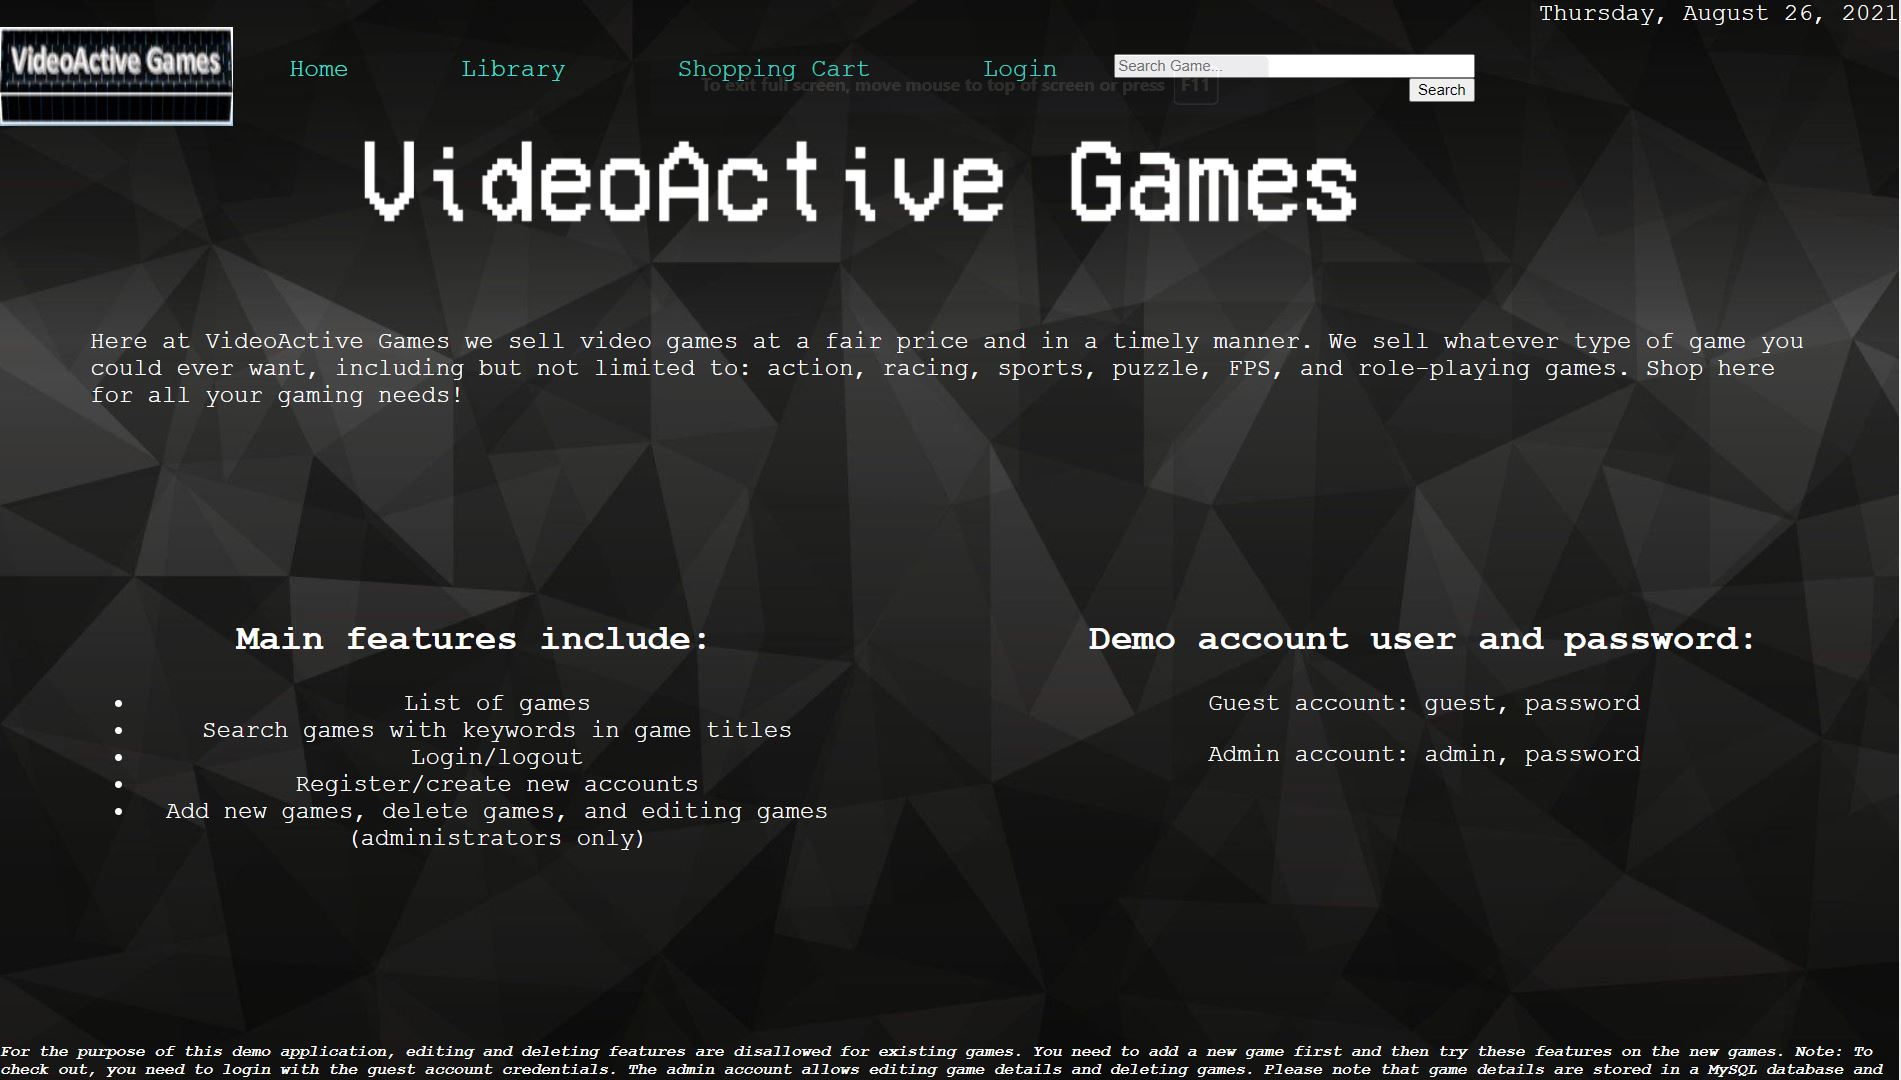 Thursday, August 26, 2021
VideoActive Games
Home Library Shopping Cart Login Search Game...
To exit full screen, move mouse to top of screen or press F11
Search
VideoActive Games
Here at VideoActive Games we sell video games at a fair price and in a timely manner. We sell whatever type of game you
could ever want, including but not limited to: action, racing, sports, puzzle, FPS, and role-playing games. Shop here
for all your gaming needs!
Main features include:
• List of games
• Search games with keywords in game titles
• Login/logout
• Register/create new accounts
• Add new games, delete games, and editing games
(administrators only)
Demo account user and password:
Guest account: guest, password
Admin account: admin, password
For the purpose of this demo application, editing and deleting features are disallowed for existing games. You need to add a new game first and then try these features on the new games. Note: To
check out, you need to login with the guest account credentials. The admin account allows editing game details and deleting games. Please note that game details are stored in a MySQL database and